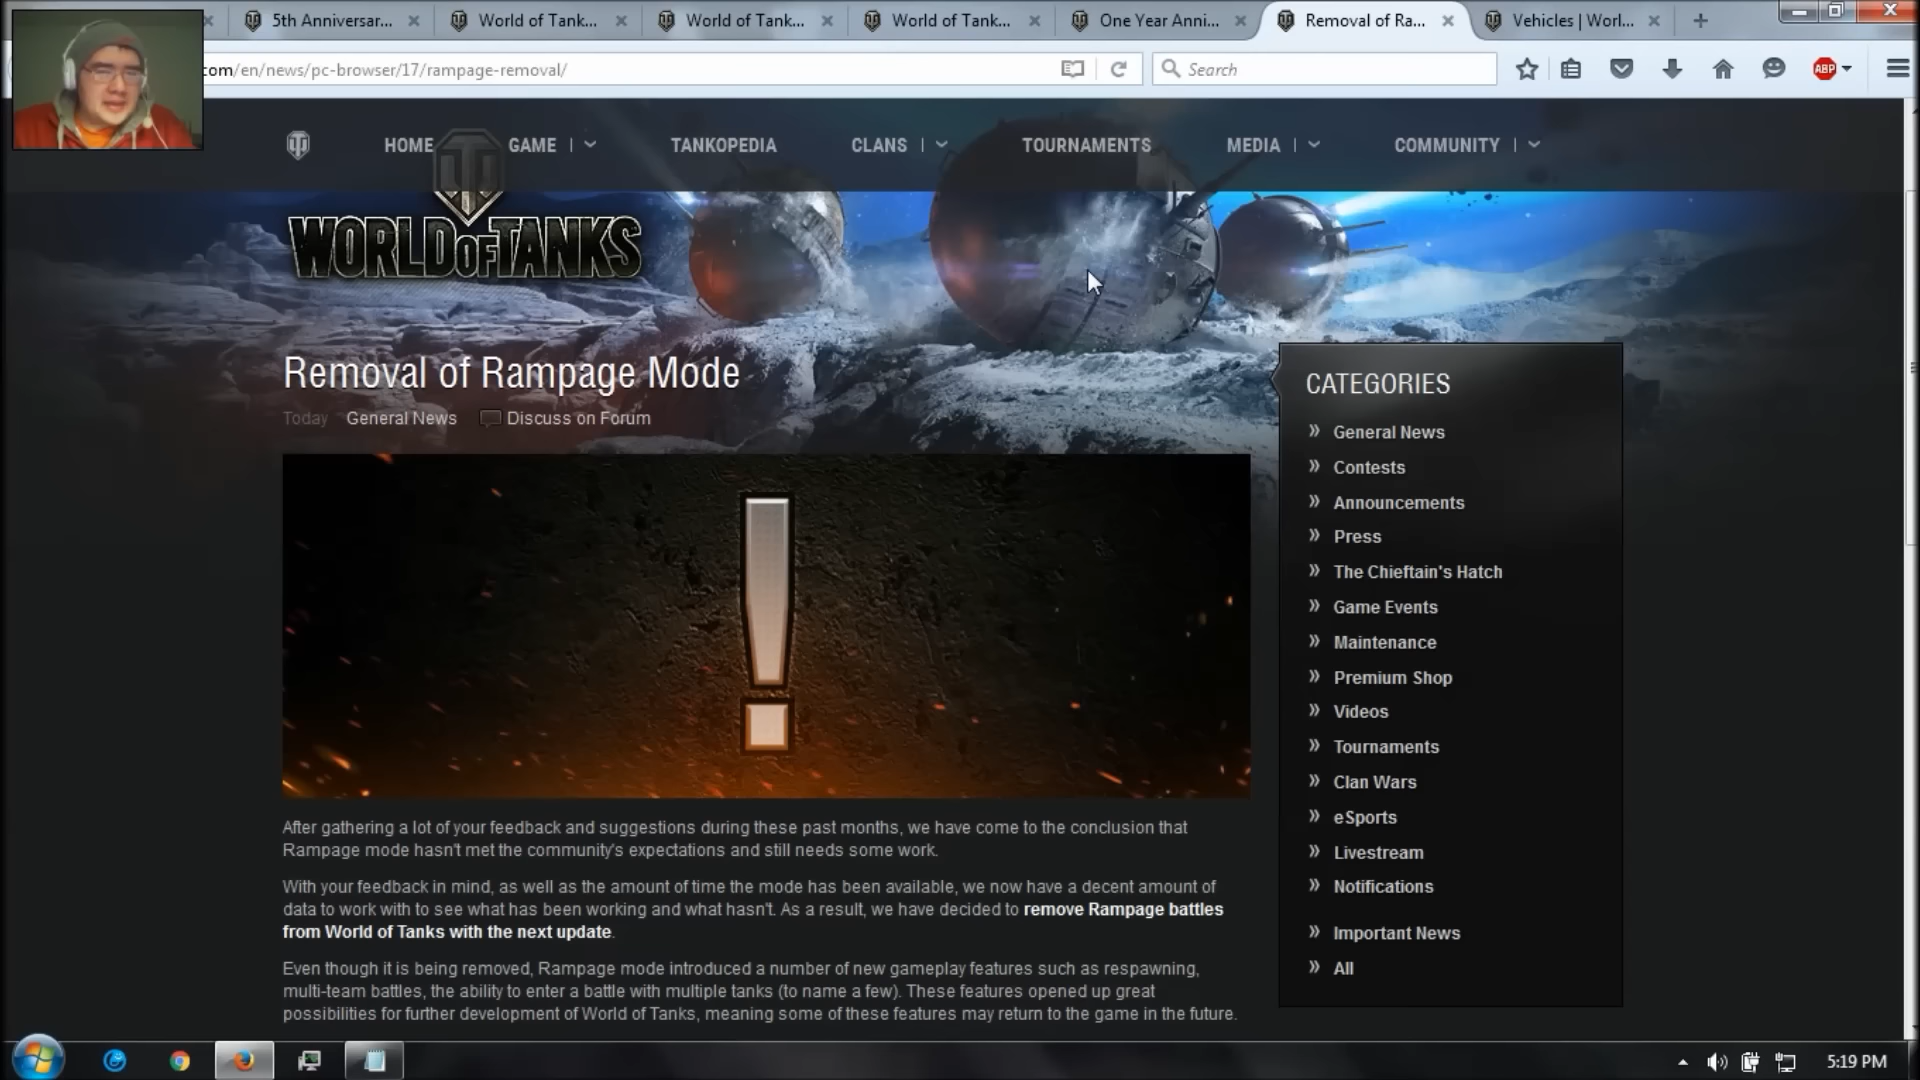 5th Anniversar...
World of Tank...
World of Tank...
World of Tank...
One Year Anni...
Removal of Ra...
Vehicles | Worl...
com/en/news/pc-browser/17/rampage-removal/
Search
ABP
HOME
GAME
TANKOPEDIA
CLANS
TOURNAMENTS
MEDIA
COMMUNITY
WORLD OF TANKS
Removal of Rampage Mode
Today General News Discuss on Forum
After gathering a lot of your feedback and suggestions during these past months, we have come to the conclusion that
Rampage mode hasn't met the community's expectations and still needs some work.
With your feedback in mind, as well as the amount of time the mode has been available, we now have a decent amount of
data to work with to see what has been working and what hasn't. As a result, we have decided to remove Rampage battles
from World of Tanks with the next update.
Even though it is being removed, Rampage mode introduced a number of new gameplay features such as respawning,
multi-team battles, the ability to enter a battle with multiple tanks (to name a few). These features opened up great
possibilities for further development of World of Tanks, meaning some of these features may return to the game in the future.
CATEGORIES
» General News
» Contests
» Announcements
» Press
» The Chieftain's Hatch
» Game Events
» Maintenance
» Premium Shop
» Videos
» Tournaments
» Clan Wars
» eSports
» Livestream
» Notifications
» Important News
» All
5:19 PM